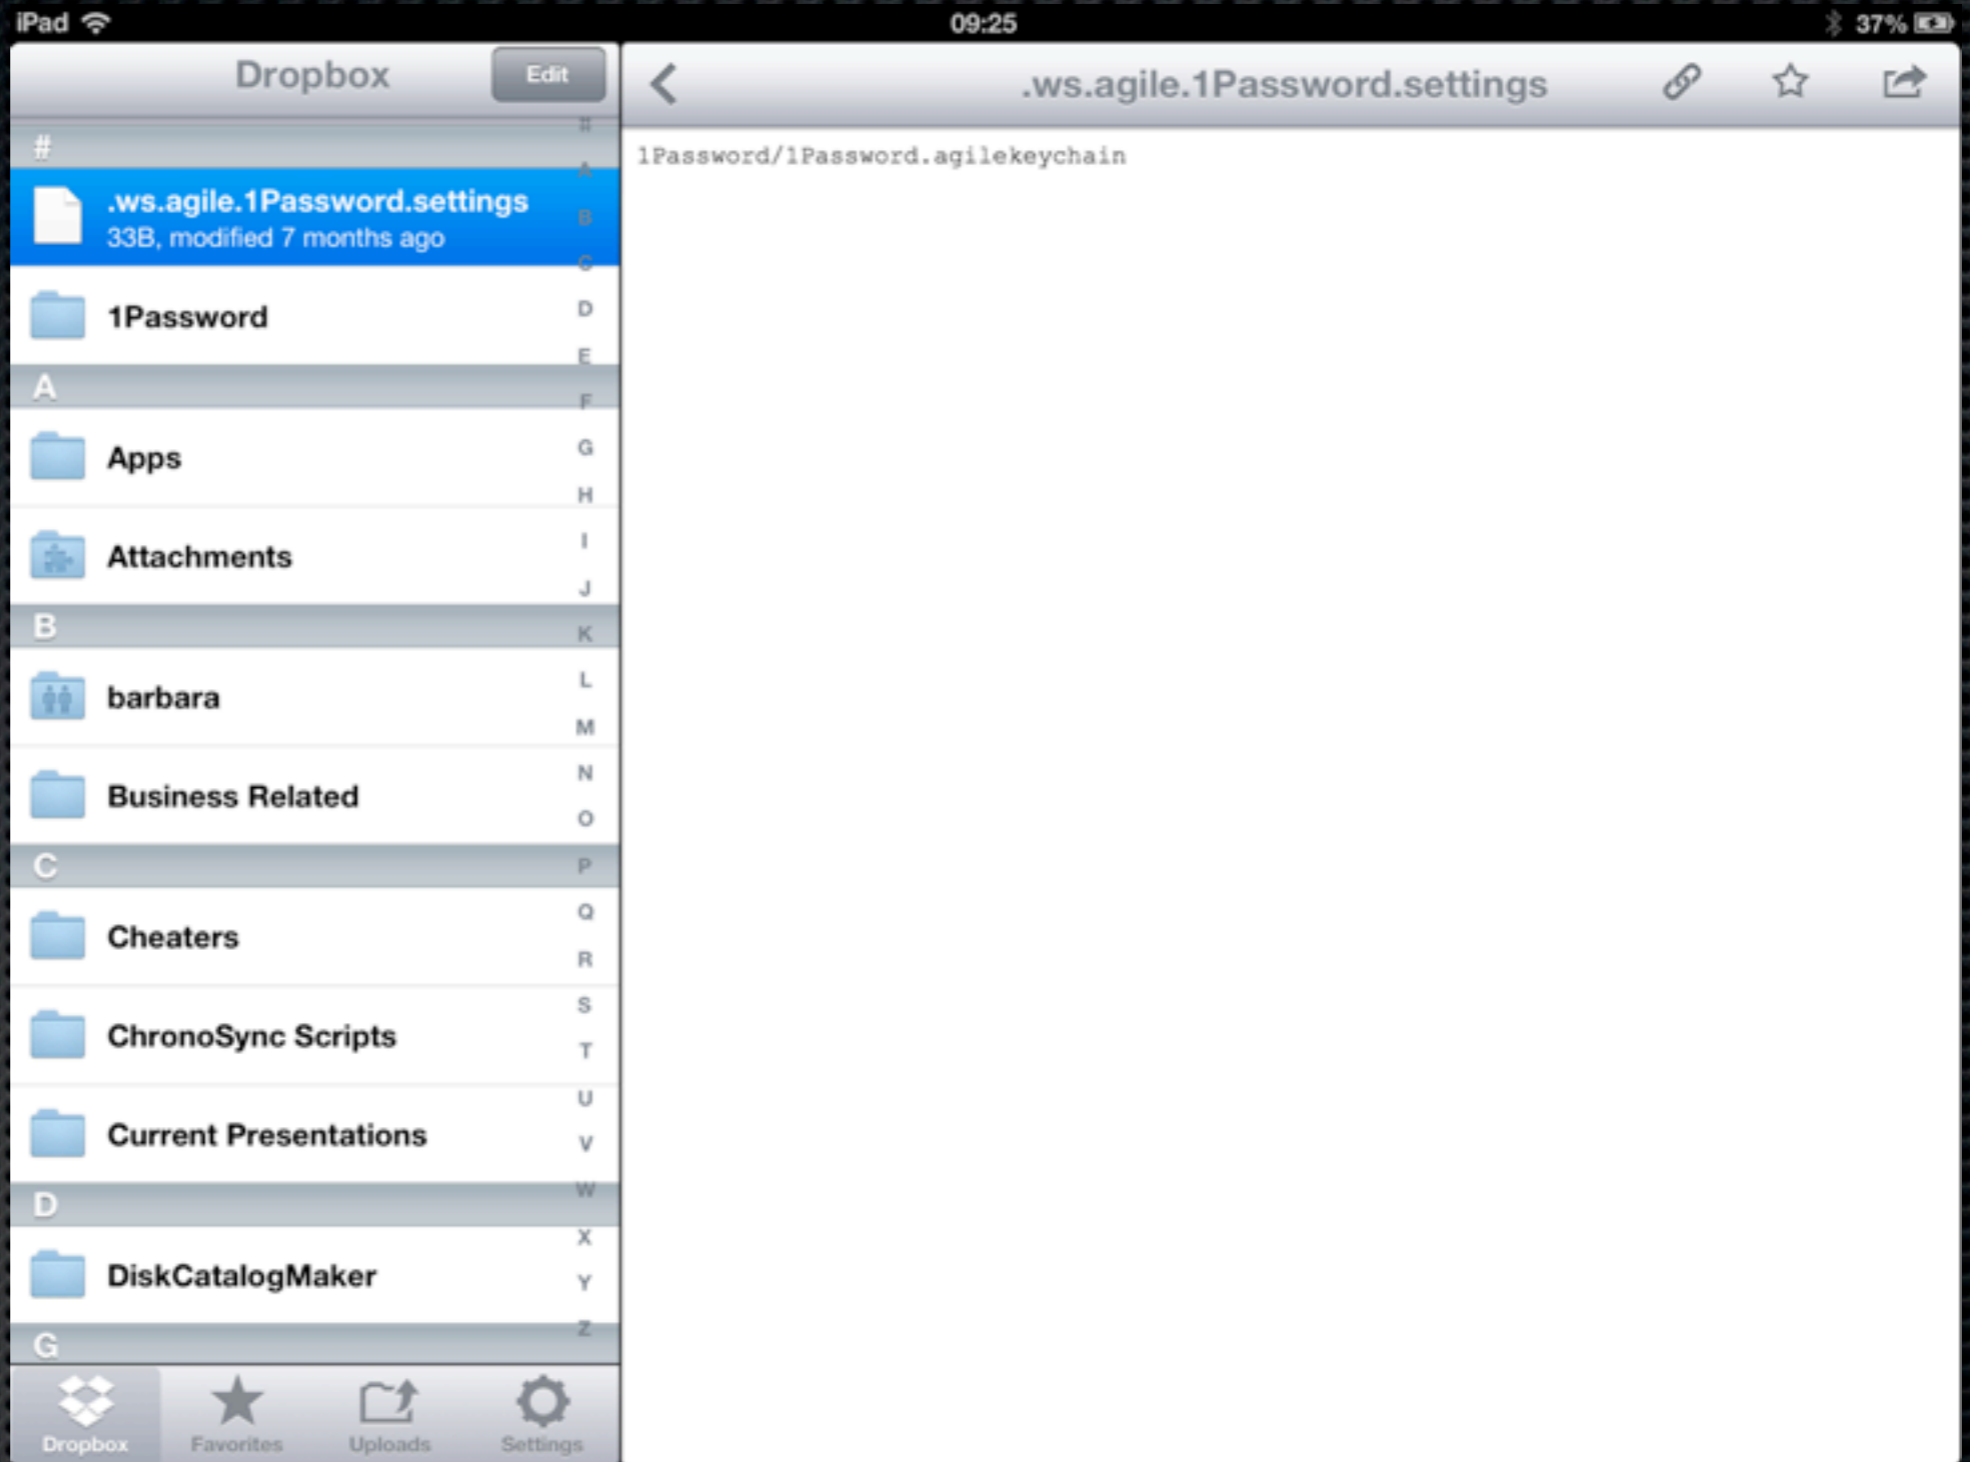 iPad 09:25 37%
Dropbox Edit
#
.ws.agile.1Password.settings
33B, modified 7 months ago
1Password
A
Apps
Attachments
B
barbara
Business Related
C
Cheaters
ChronoSync Scripts
Current Presentations
D
DiskCatalogMaker
G
#
A
B
C
D
E
F
G
H
I
J
K
L
M
N
O
P
Q
R
S
T
U
V
W
X
Y
Z
Dropbox Favorites Uploads Settings
.ws.agile.1Password.settings
1Password/1Password.agilekeychain